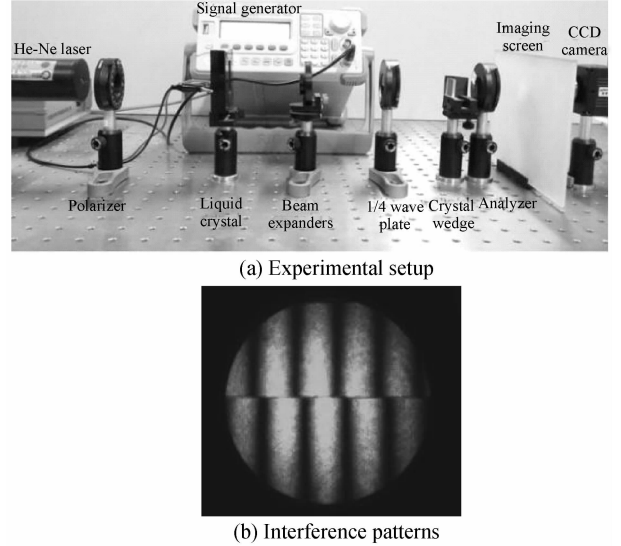 Signal generator
He-Ne laser
Imaging
screen
CCD
camera
Polarizer
Liquid
crystal
Beam
expanders
1/4 wave
plate
Crystal
wedge
Analyzer
(a) Experimental setup
(b) Interference patterns